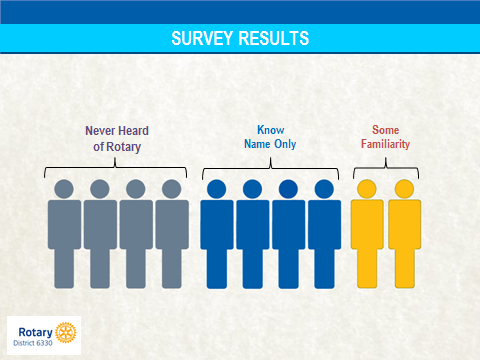 SURVEY RESULTS
Never Heard
of Rotary
Know
Name Only
Some
Familiarity
Rotary
District 6330